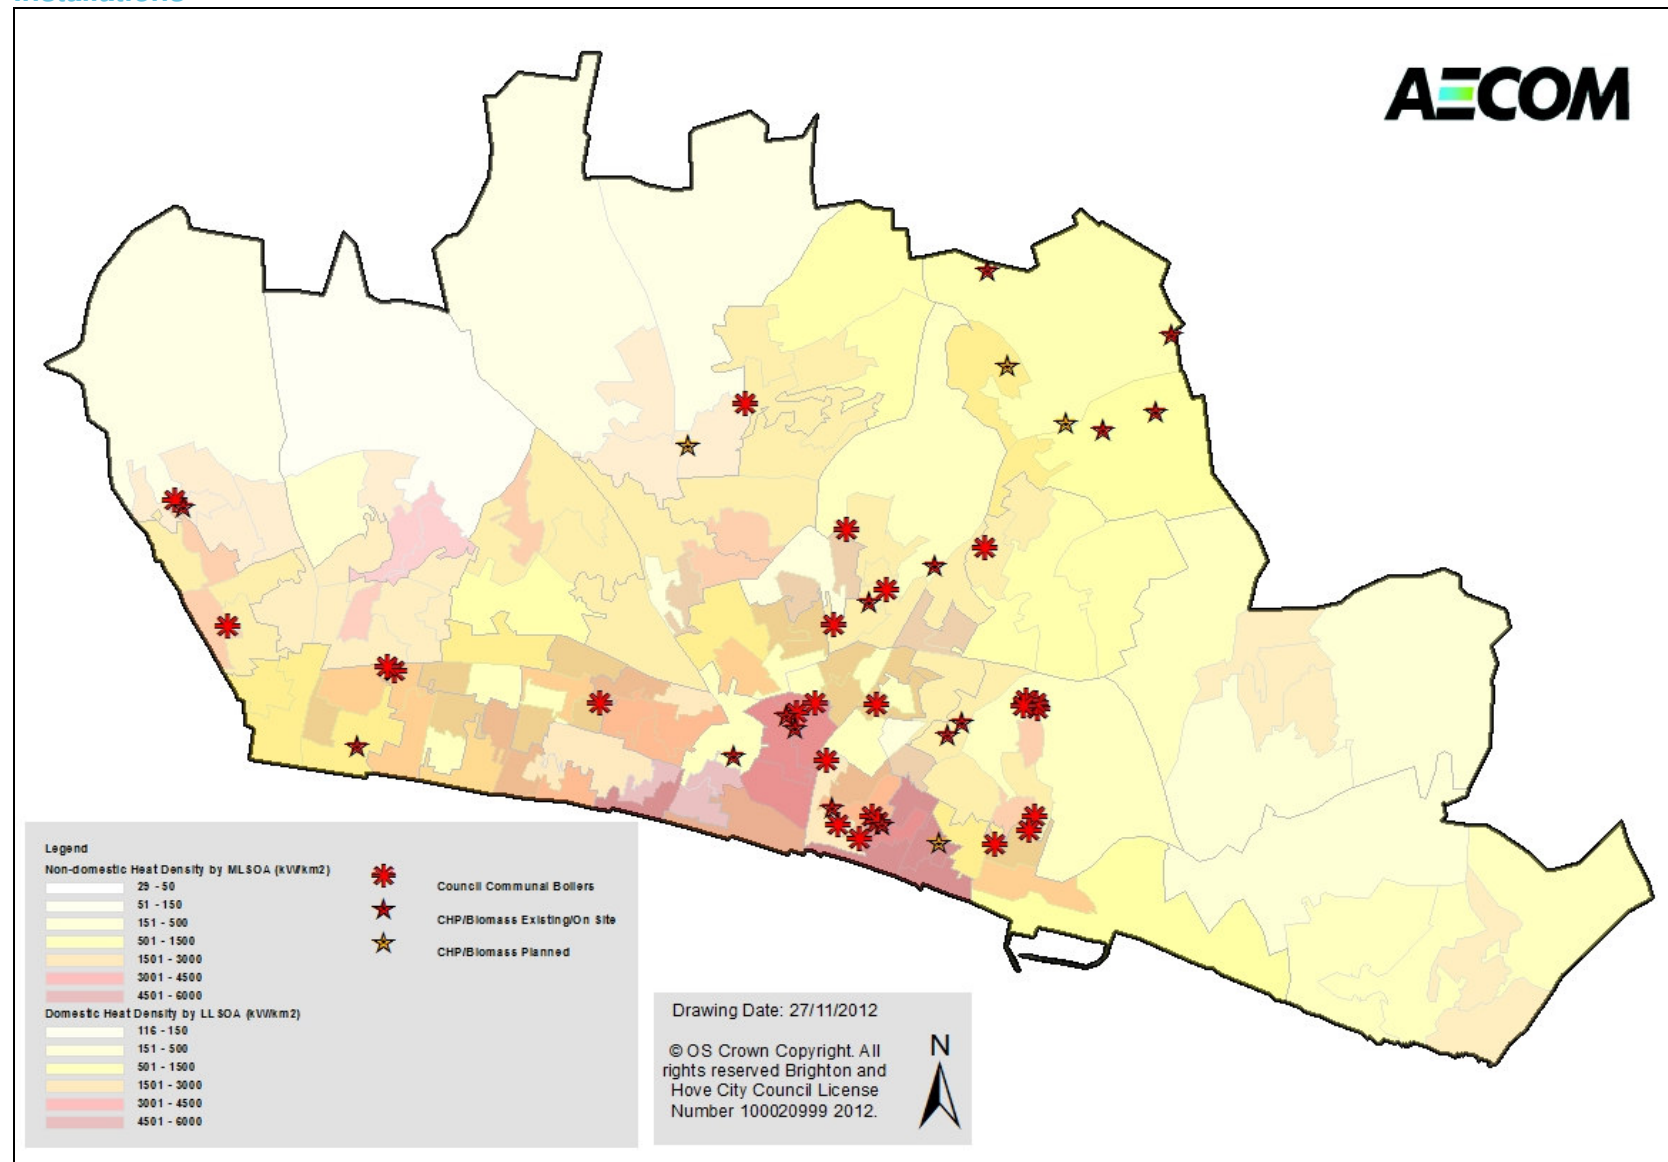 Installations
AECOM
Legend
Non-domestic Heat Density by MLSOA (kW/km2)
29 - 50
51 - 150
151 - 500
501 - 1500
1501 - 3000
3001 - 4500
4501 - 6000
Domestic Heat Density by LLSOA (kW/km2)
116 - 150
151 - 500
501 - 1500
1501 - 3000
3001 - 4500
4501 - 6000
Council Communal Boilers
CHP/Biomass Existing/On Site
CHP/Biomass Planned
Drawing Date: 27/11/2012
© OS Crown Copyright. All
rights reserved Brighton and
Hove City Council License
Number 100020999 2012.
N